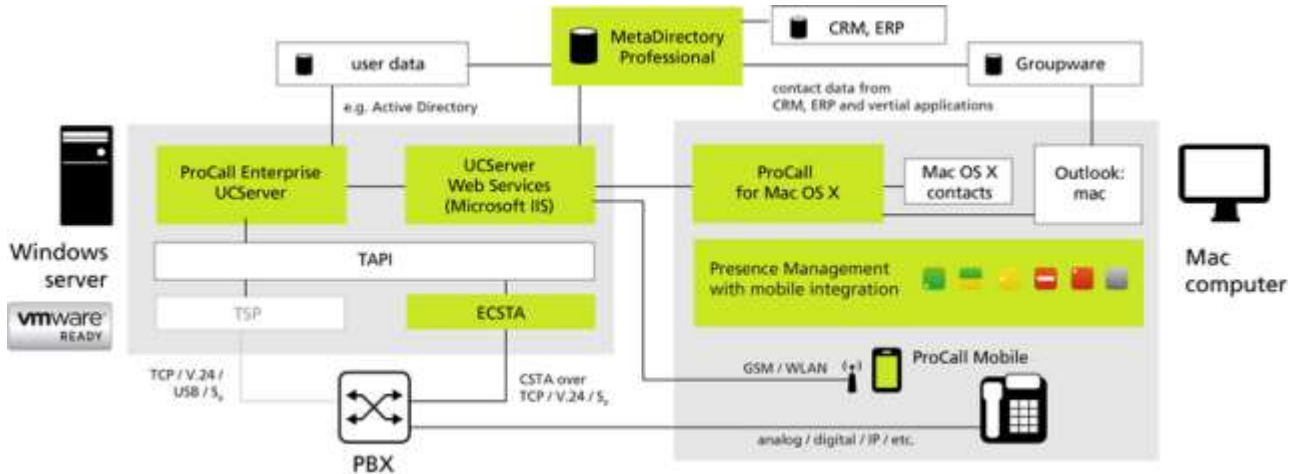 MetaDirectory
Professional
CRM, ERP
user data
Groupware
e.g. Active Directory
contact data from
CRM, ERP and vertial applications
ProCall Enterprise
UCServer
UCServer
Web Services
(Microsoft IIS)
ProCall
for Mac OS X
Mac OS X
contacts
Outlook:
mac
Windows
server
TAPI
Presence Management
with mobile integration
Mac
computer
vmware
READY
TSP
ECSTA
TCP / V.24 /
USB / S₀
CSTA over
TCP / V.24 / S₀
GSM / WLAN
ProCall Mobile
analog / digital / IP / etc.
PBX